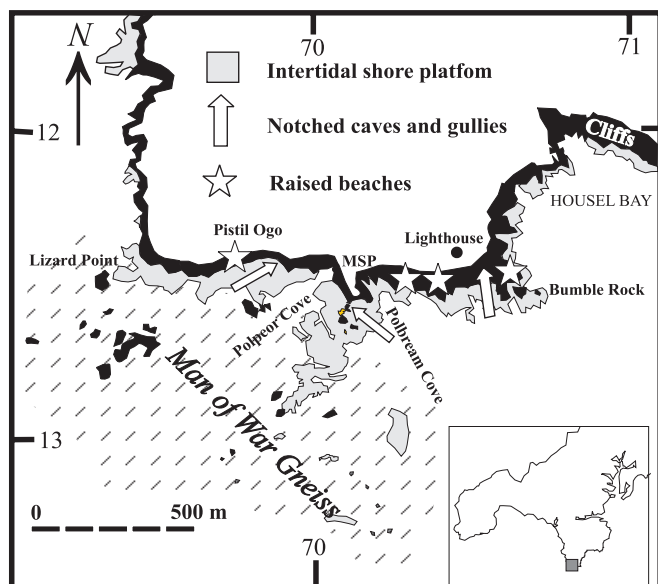 70
71
N
Intertidal shore platfom
12
Notched caves and gullies
Cliffs
Raised beaches
HOUSEL BAY
Pistil Ogo
Lighthouse
Lizard Point
MSP
Bumble Rock
Polpeor Cove
Polbream Cove
Man of War Gneiss
13
0 500 m
70